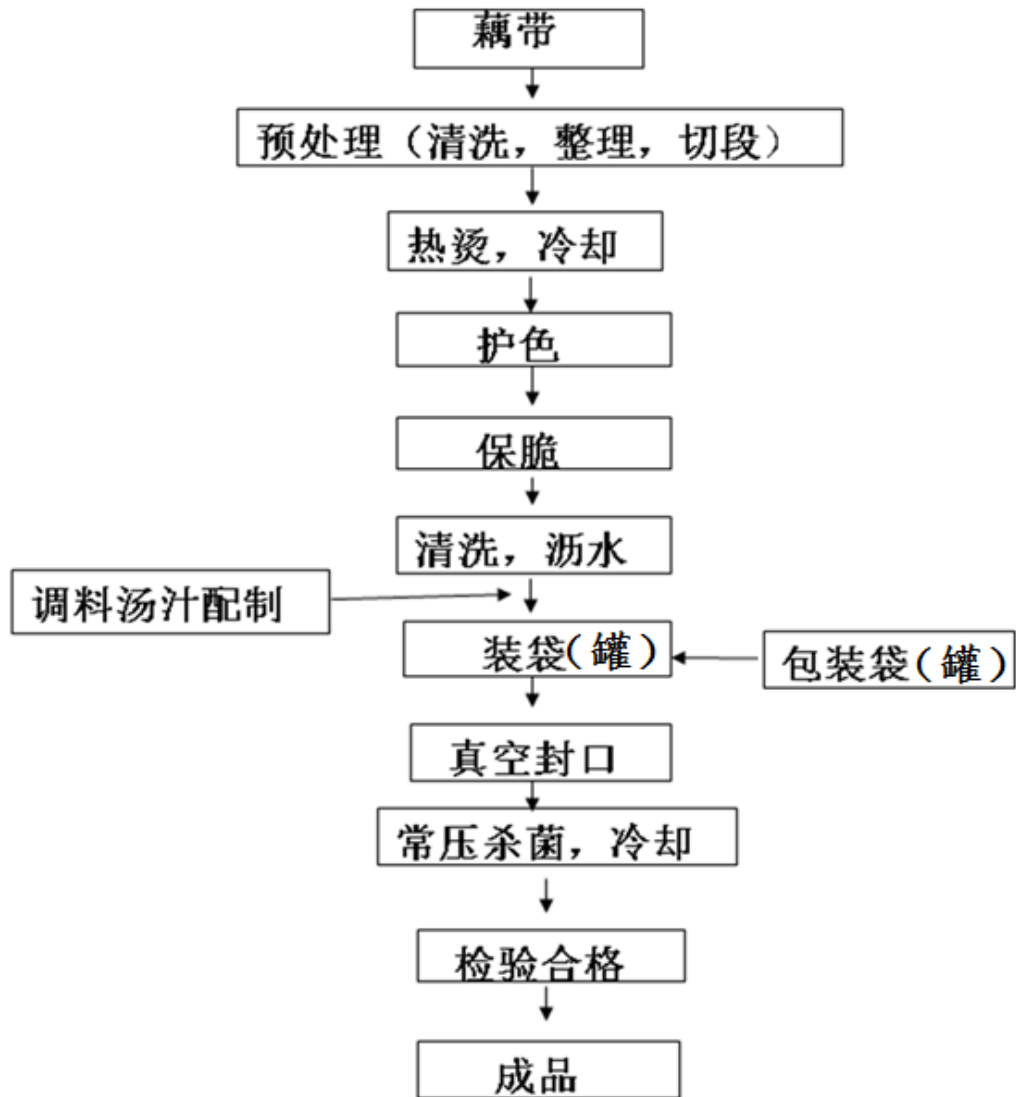 藕带
预处理（清洗，整理，切段）
热烫，冷却
护色
保脆
清洗，沥水
调料汤汁配制
装袋（罐）
包装袋（罐）
真空封口
常压杀菌，冷却
检验合格
成品